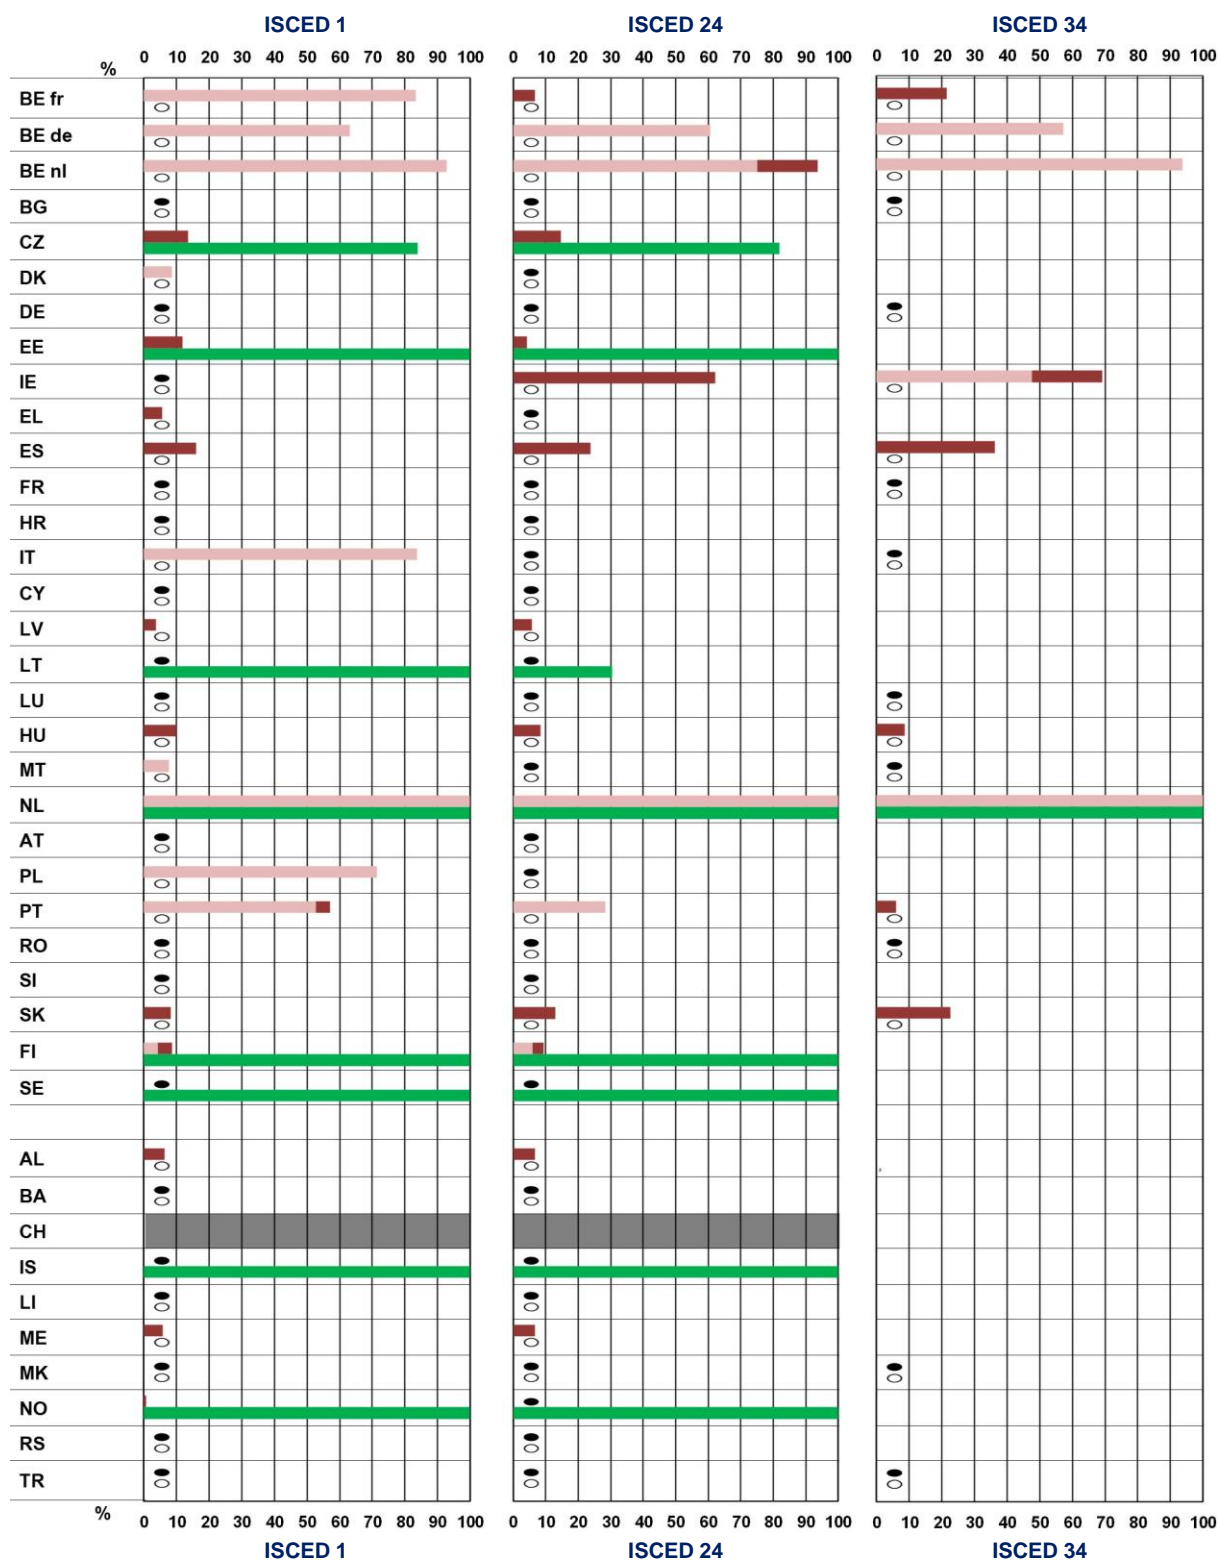 ISCED 1 ISCED 24 ISCED 34
0 10 20 30 40 50 60 70 80 90 100 0 10 20 30 40 50 60 70 80 90 100 0 10 20 30 40 50 60 70 80 90 100
%
BE fr
BE de
BE nl
BG
CZ
DK
DE
EE
IE
EL
ES
FR
HR
IT
CY
LV
LT
LU
HU
MT
NL
AT
PL
PT
RO
SI
SK
FI
SE
AL
BA
CH
IS
LI
ME
MK
NO
RS
TR
%
0 10 20 30 40 50 60 70 80 90 100 0 10 20 30 40 50 60 70 80 90 100 0 10 20 30 40 50 60 70 80 90 100
ISCED 1 ISCED 24 ISCED 34